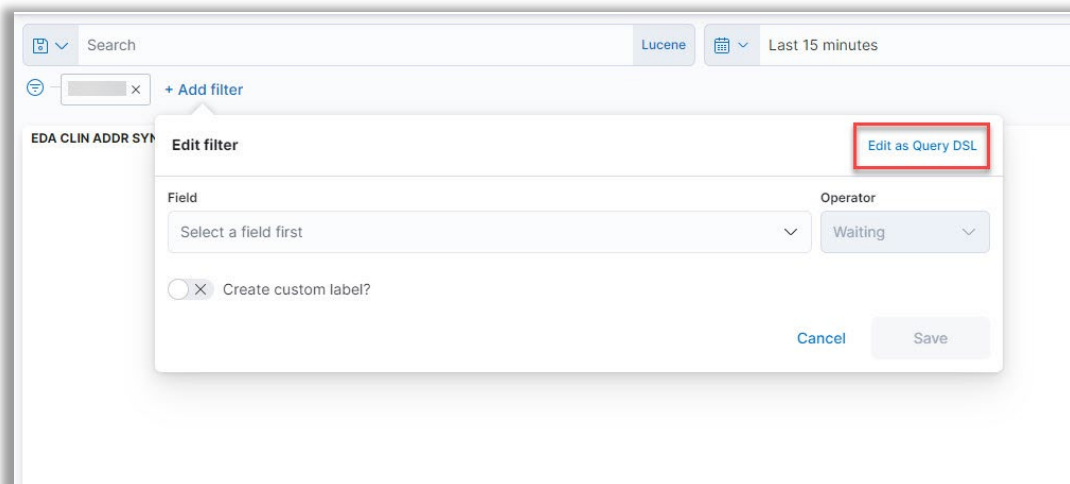 Search Lucene Last 15 minutes
+ Add filter
EDA CLIN ADDR SYN
Edit filter Edit as Query DSL
Field Operator
Select a field first Waiting
Create custom label?
Cancel Save